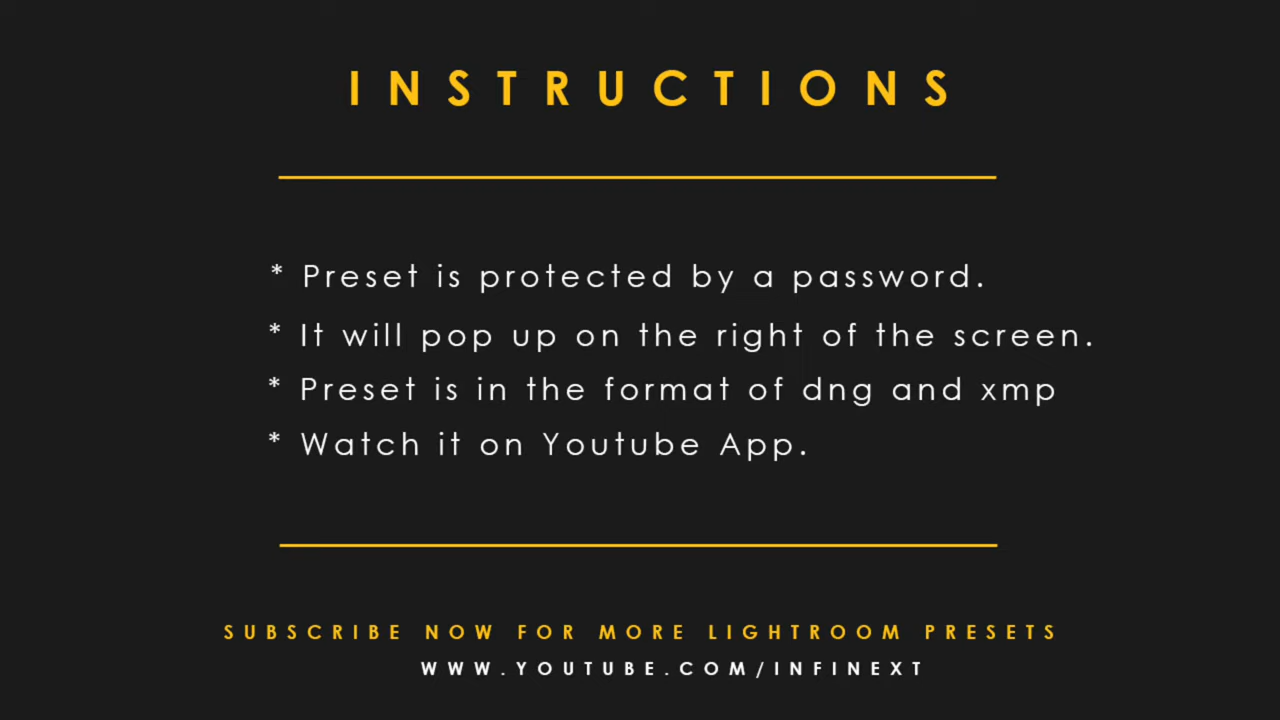 INSTRUCTIONS
* Preset is protected by a password.
* It will pop up on the right of the screen.
* Preset is in the format of dng and xmp
* Watch it on Youtube App.
SUBSCRIBE NOW FOR MORE LIGHTROOM PRESETS
WWW.YOUTUBE.COM/INFINEXT